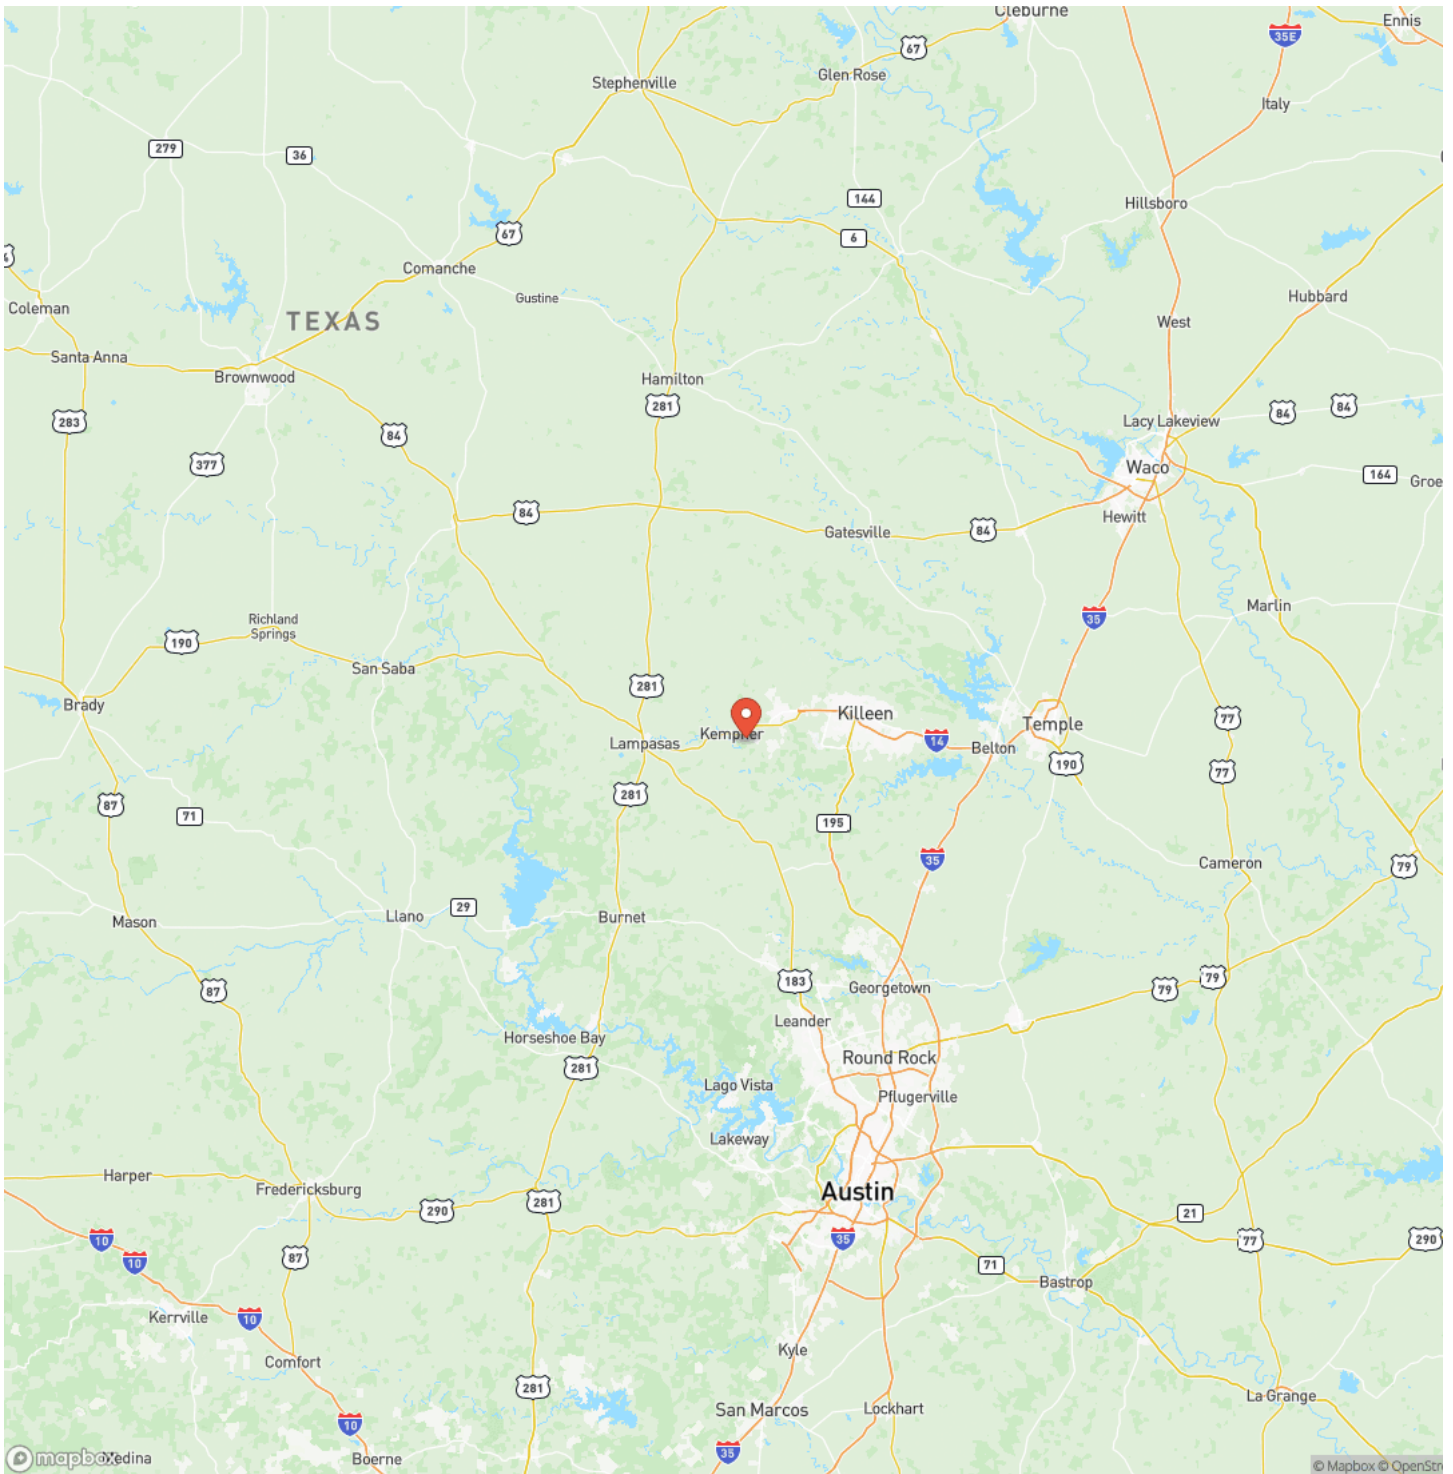 Cleburne
Ennis
35E
67
Glen Rose
Stephenville
Italy
279
36
144
Hillsboro
67
6
Comanche
Gustine
Hubbard
Coleman
TEXAS
West
Santa Anna
Brownwood
Hamilton
281
84
84
283
Lacy Lakeview
84
377
Waco
164
Groe
84
Hewitt
Gatesville
84
Marlin
Richland
Springs
35
190
San Saba
281
Brady
Killeen
77
Temple
Kempner
Lampasas
14
Belton
190
77
281
87
71
195
35
Cameron
79
29
Llano
Burnet
Mason
183
79
79
87
Georgetown
Leander
Horseshoe Bay
Round Rock
281
Lago Vista
Pflugerville
Lakeway
Harper
Fredericksburg
Austin
281
290
21
10
35
77
290
10
87
71
Bastrop
Kerrville
10
Kyle
Comfort
281
La Grange
San Marcos
Lockhart
10
35
mapbox
Medina
Boerne
© Mapbox © OpenStre